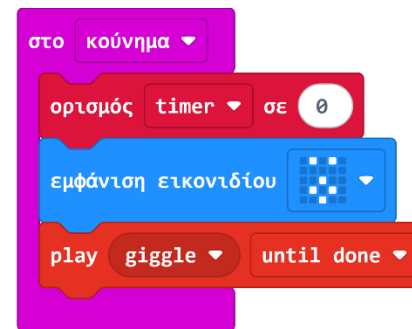 στο κούνημα
ορισμός timer σε 0
εμφάνιση εικονιδίου
play giggle until done